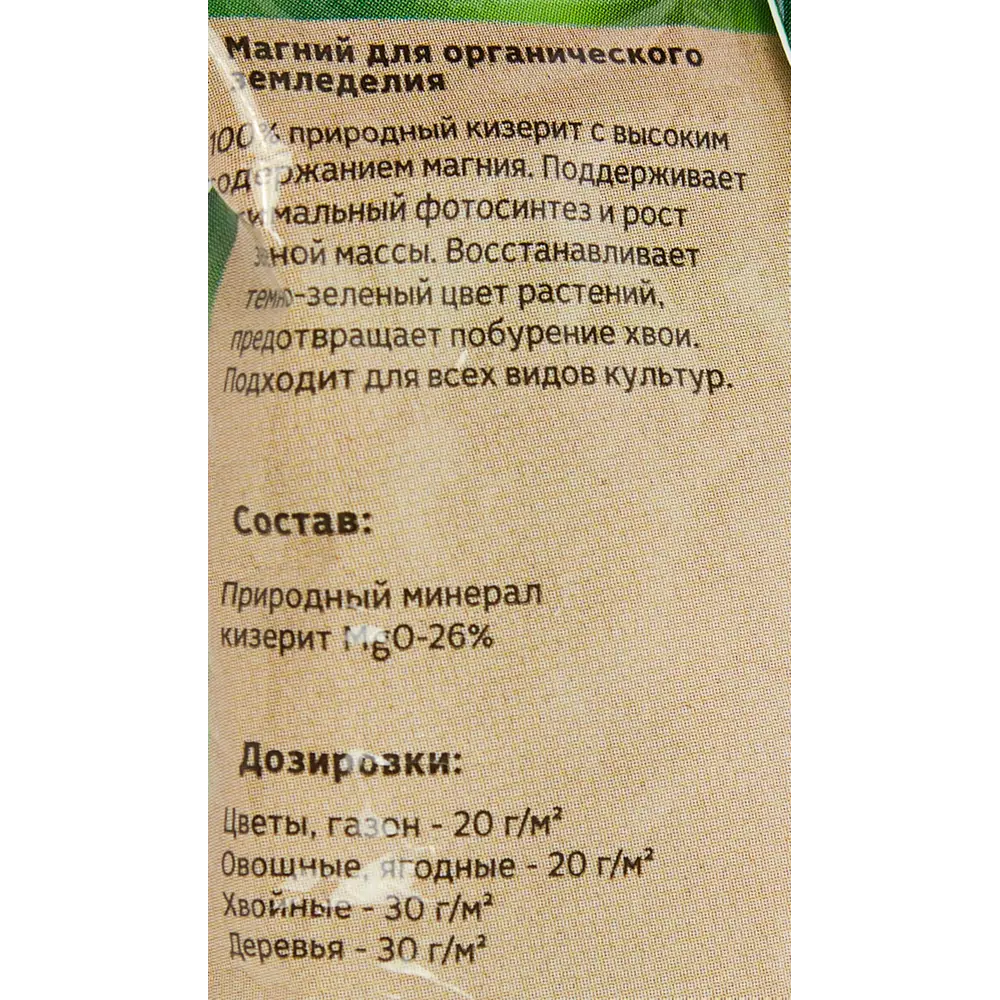 Магний для органического
земледелия
100% природный кизерит с высоким
содержанием магния. Поддерживает
фотосинтез и рост
массы. Восстанавливает
темно-зеленый цвет растений,
предотвращает побурение хвои.
Подходит для всех видов культур.
Состав:
Природный минерал
кизерит MgO-26%
Дозировки:
Цветы, газон - 20 г/м²
Овощные, ягодные - 20 г/м²
Хвойные - 30 г/м²
Деревья - 30 г/м²